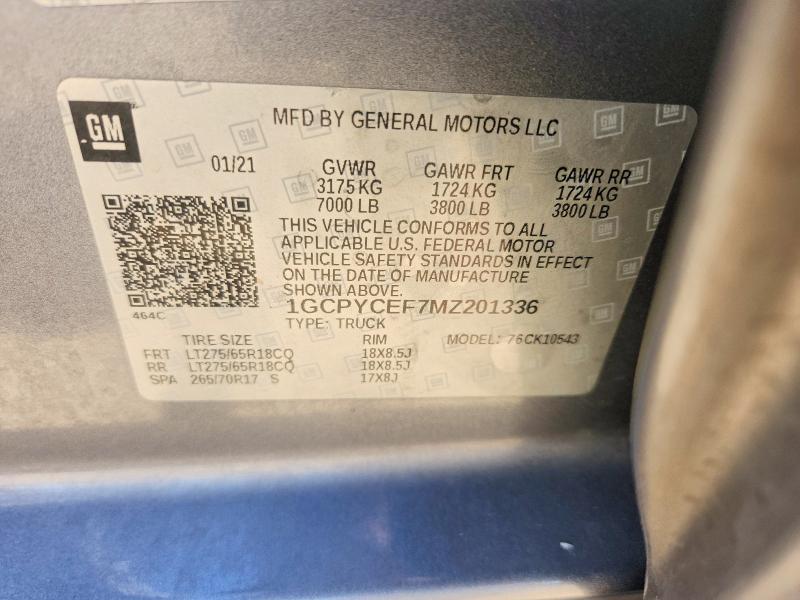 GM
MFD BY GENERAL MOTORS LLC
01/21 GVWR GAWR FRT GAWR RR
3175 KG 1724 KG 1724 KG
7000 LB 3800 LB 3800 LB
THIS VEHICLE CONFORMS TO ALL
APPLICABLE U.S. FEDERAL MOTOR
VEHICLE SAFETY STANDARDS IN EFFECT
ON THE DATE OF MANUFACTURE
SHOWN ABOVE.
1GCPYCEF7MZ201336
464C
TYPE: TRUCK
TIRE SIZE RIM MODEL: 76CK10543
FRT LT275/65R18CQ 18X8.5J
RR LT275/65R18CQ 18X8.5J
SPA 265/70R17 S 17X8J